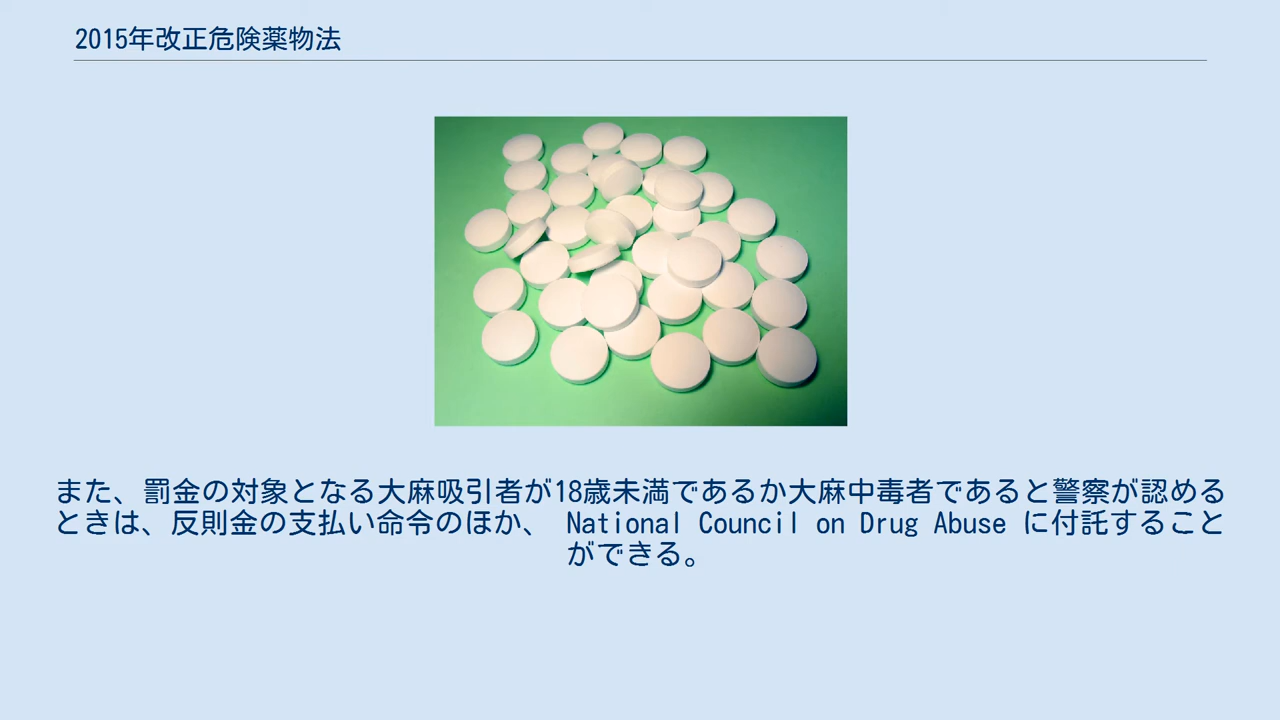 2015年改正危険薬物法
また、罰金の対象となる大麻吸引者が18歳未満であるか大麻中毒者であると警察が認める
ときは、反則金の支払い命令のほか、 National Council on Drug Abuse に付託すること
ができる。